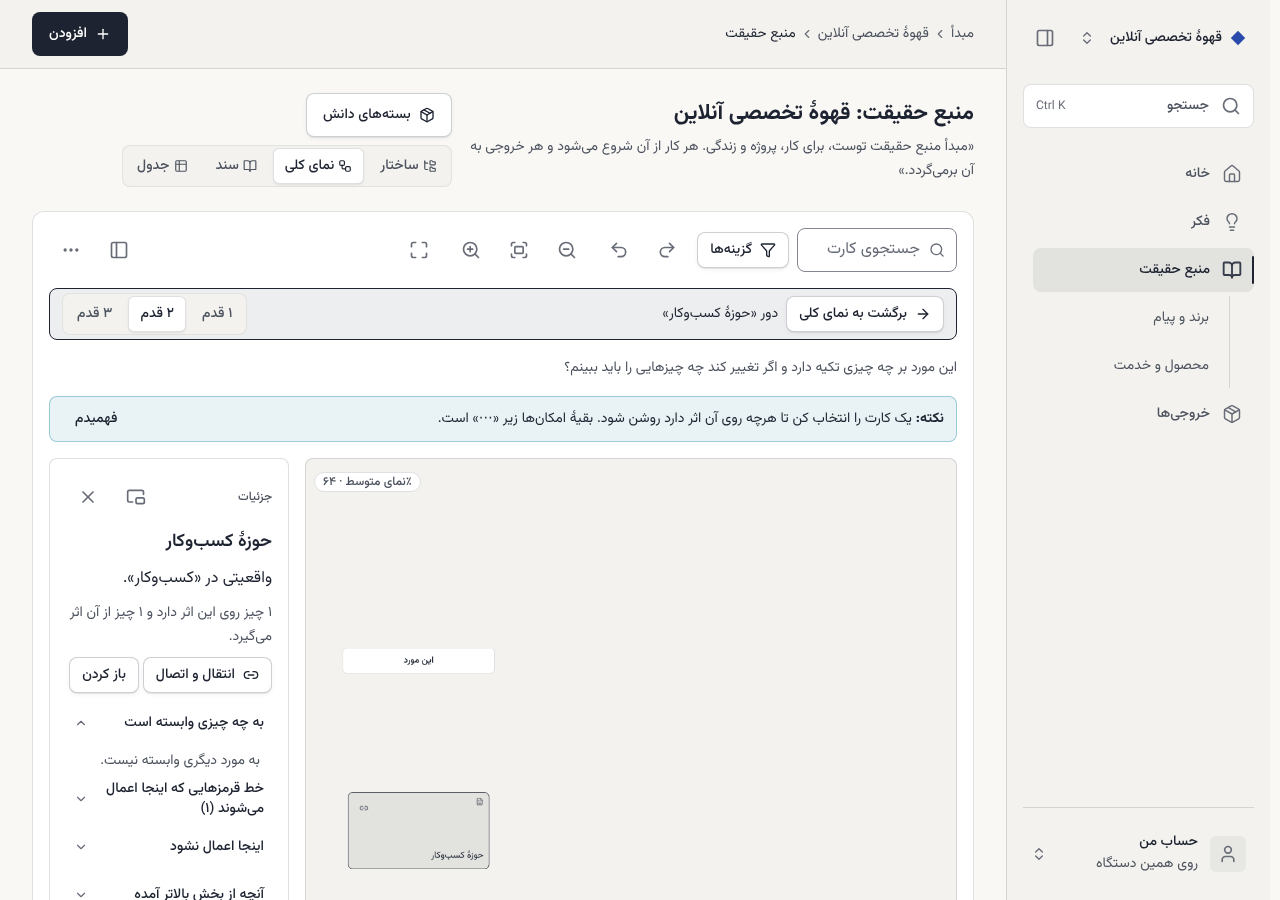 قهوهٔ تخصصی آنلاین
جستجو
Ctrl K
خانه
فکر
منبع حقیقت
برند و پیام
محصول و خدمت
خروجی‌ها
حساب من
روی همین دستگاه
مبدأ › قهوهٔ تخصصی آنلاین › منبع حقیقت
افزودن
منبع حقیقت: قهوهٔ تخصصی آنلاین
«مبدأ منبع حقیقت توست، برای کار، پروژه و زندگی. هر کار از آن شروع می‌شود و هر خروجی به
آن برمی‌گردد.»
بسته‌های دانش
ساختار
نمای کلی
سند
جدول
جستجوی کارت
گزینه‌ها
برگشت به نمای کلی
دور «حوزهٔ کسب‌وکار»
۱ قدم
۲ قدم
۳ قدم
این مورد بر چه چیزی تکیه دارد و اگر تغییر کند چه چیزهایی را باید ببینم؟
نکته: یک کارت را انتخاب کن تا هرچه روی آن اثر دارد روشن شود. بقیهٔ امکان‌ها زیر «⋯» است.
فهمیدم
نمای متوسط · ۶۴٪
این مورد
حوزهٔ کسب‌وکار
جزئیات
حوزهٔ کسب‌وکار
واقعیتی در «کسب‌وکار».
۱ چیز روی این اثر دارد و ۱ چیز از آن اثر
می‌گیرد.
انتقال و اتصال
باز کردن
به چه چیزی وابسته است
به مورد دیگری وابسته نیست.
خط قرمزهایی که اینجا اعمال
می‌شوند (۱)
اینجا اعمال نشود
آنچه از بخش بالاتر آمده